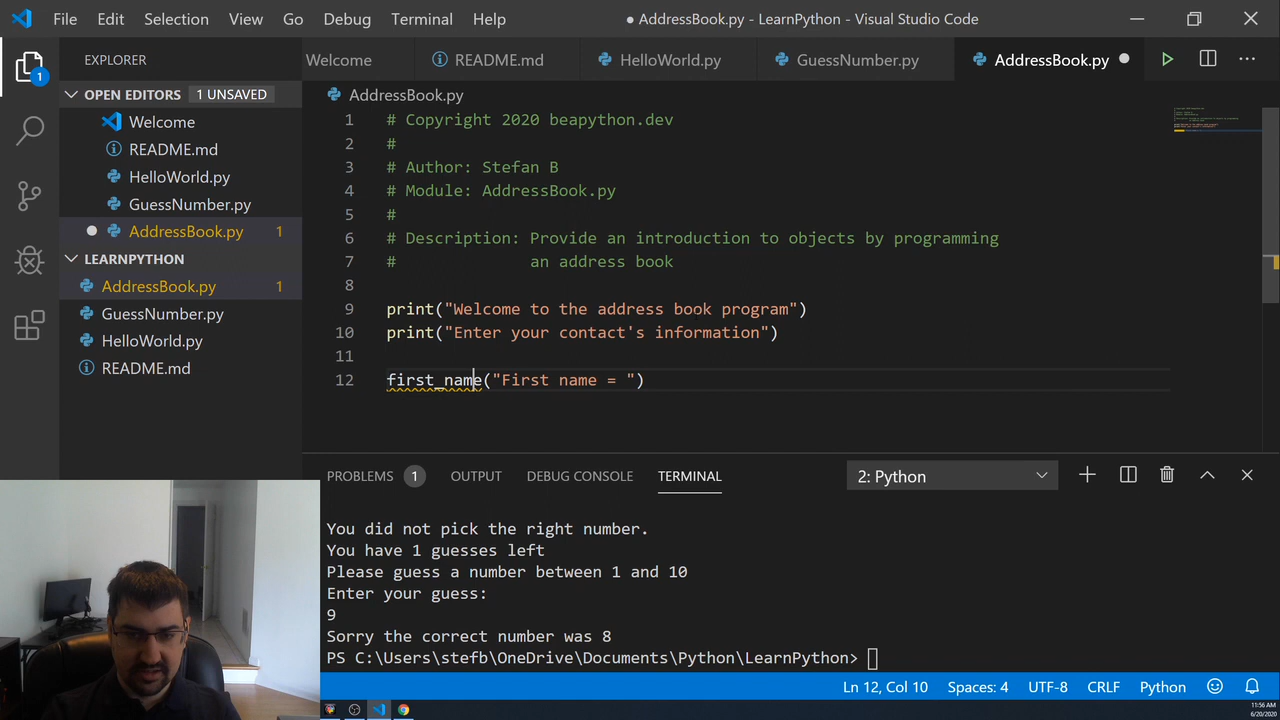 File Edit Selection View Go Debug Terminal Help
● AddressBook.py - LearnPython - Visual Studio Code
EXPLORER
Welcome
README.md
HelloWorld.py
GuessNumber.py
AddressBook.py
1
OPEN EDITORS 1 UNSAVED
Welcome
README.md
HelloWorld.py
GuessNumber.py
AddressBook.py 1
LEARNPYTHON
AddressBook.py 1
GuessNumber.py
HelloWorld.py
README.md
AddressBook.py
1 # Copyright 2020 beapython.dev
2 #
3 # Author: Stefan B
4 # Module: AddressBook.py
5 #
6 # Description: Provide an introduction to objects by programming
7 # an address book
8
9 print("Welcome to the address book program")
10 print("Enter your contact's information")
11
12 first_name("First name = ")
PROBLEMS 1 OUTPUT DEBUG CONSOLE TERMINAL 2: Python
You did not pick the right number.
You have 1 guesses left
Please guess a number between 1 and 10
Enter your guess:
9
Sorry the correct number was 8
PS C:\Users\stefb\OneDrive\Documents\Python\LearnPython>
Ln 12, Col 10 Spaces: 4 UTF-8 CRLF Python
11:56 AM
6/20/2020